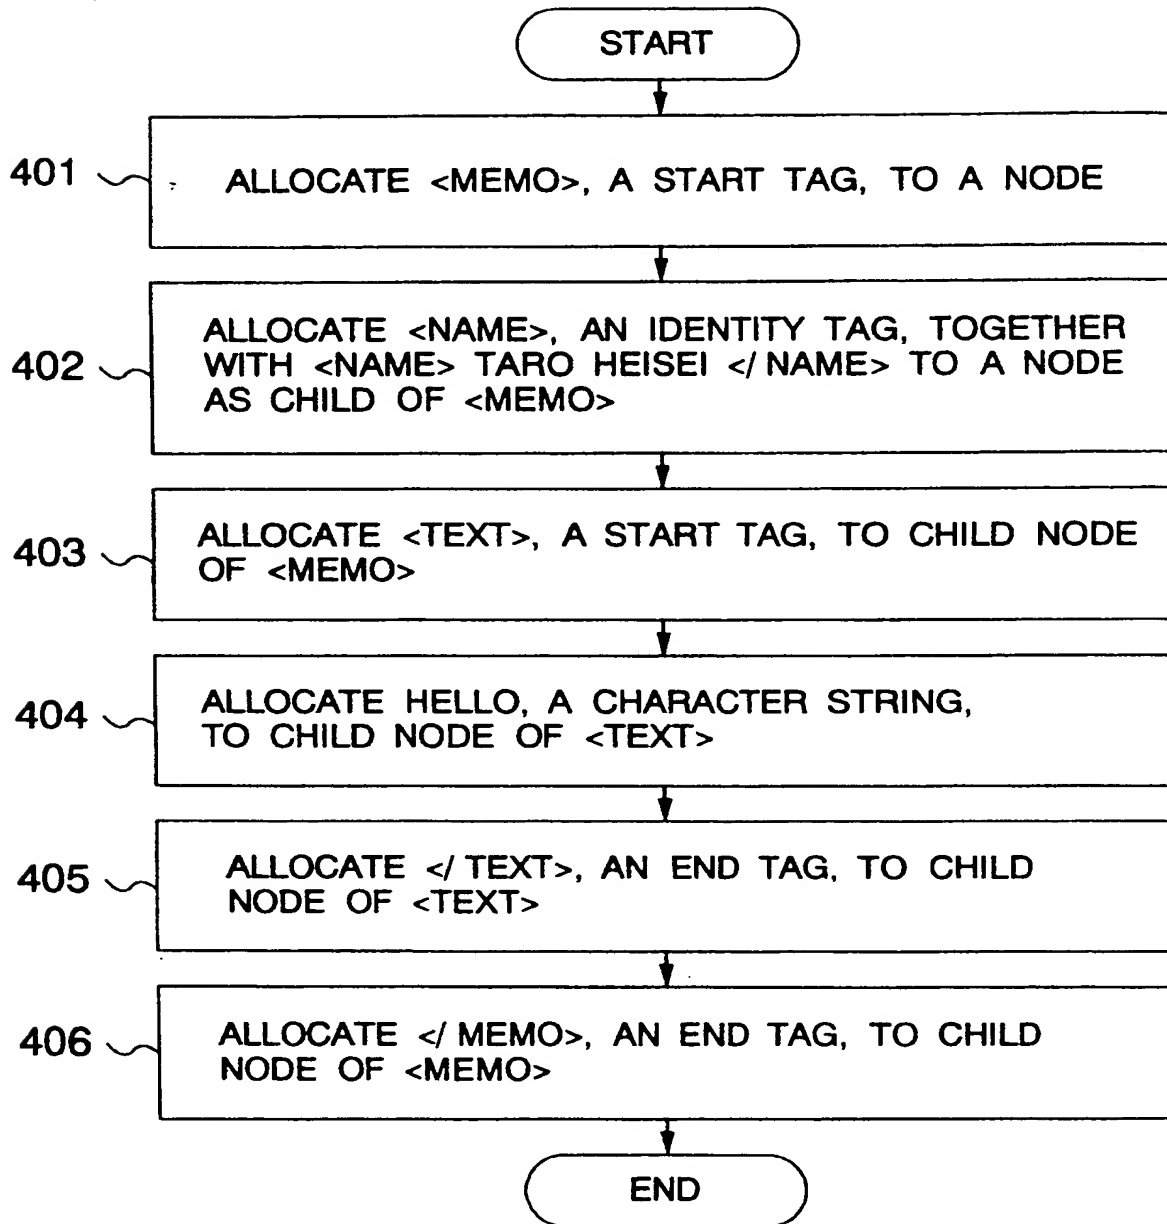 START
401
ALLOCATE <MEMO>, A START TAG, TO A NODE
402
ALLOCATE <NAME>, AN IDENTITY TAG, TOGETHER
WITH <NAME> TARO HEISEI </ NAME> TO A NODE
AS CHILD OF <MEMO>
403
ALLOCATE <TEXT>, A START TAG, TO CHILD NODE
OF <MEMO>
404
ALLOCATE HELLO, A CHARACTER STRING,
TO CHILD NODE OF <TEXT>
405
ALLOCATE </ TEXT>, AN END TAG, TO CHILD
NODE OF <TEXT>
406
ALLOCATE </ MEMO>, AN END TAG, TO CHILD
NODE OF <MEMO>
END